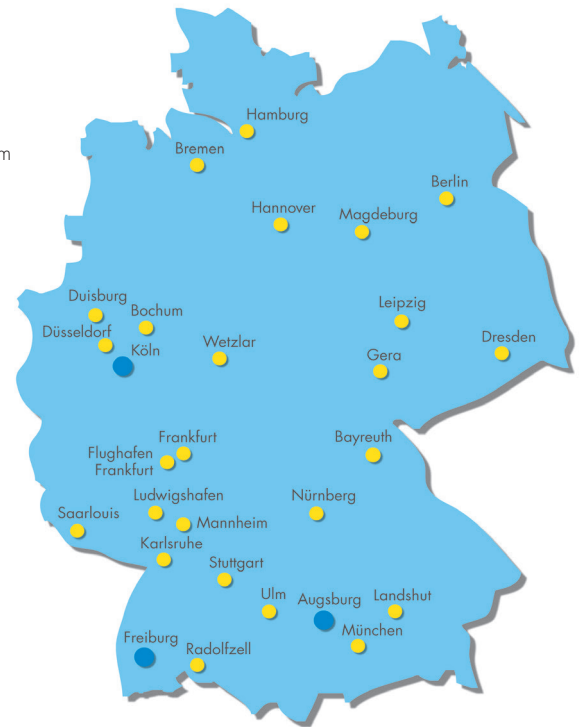 Hamburg
m
Bremen
Berlin
Hannover
Magdeburg
Duisburg
Bochum
Leipzig
Düsseldorf
Köln
Wetzlar
Dresden
Gera
Frankfurt
Flughafen
Frankfurt
Bayreuth
Ludwigshafen
Nürnberg
Saarlouis
Mannheim
Karlsruhe
Stuttgart
Ulm
Augsburg
Landshut
München
Freiburg
Radolfzell